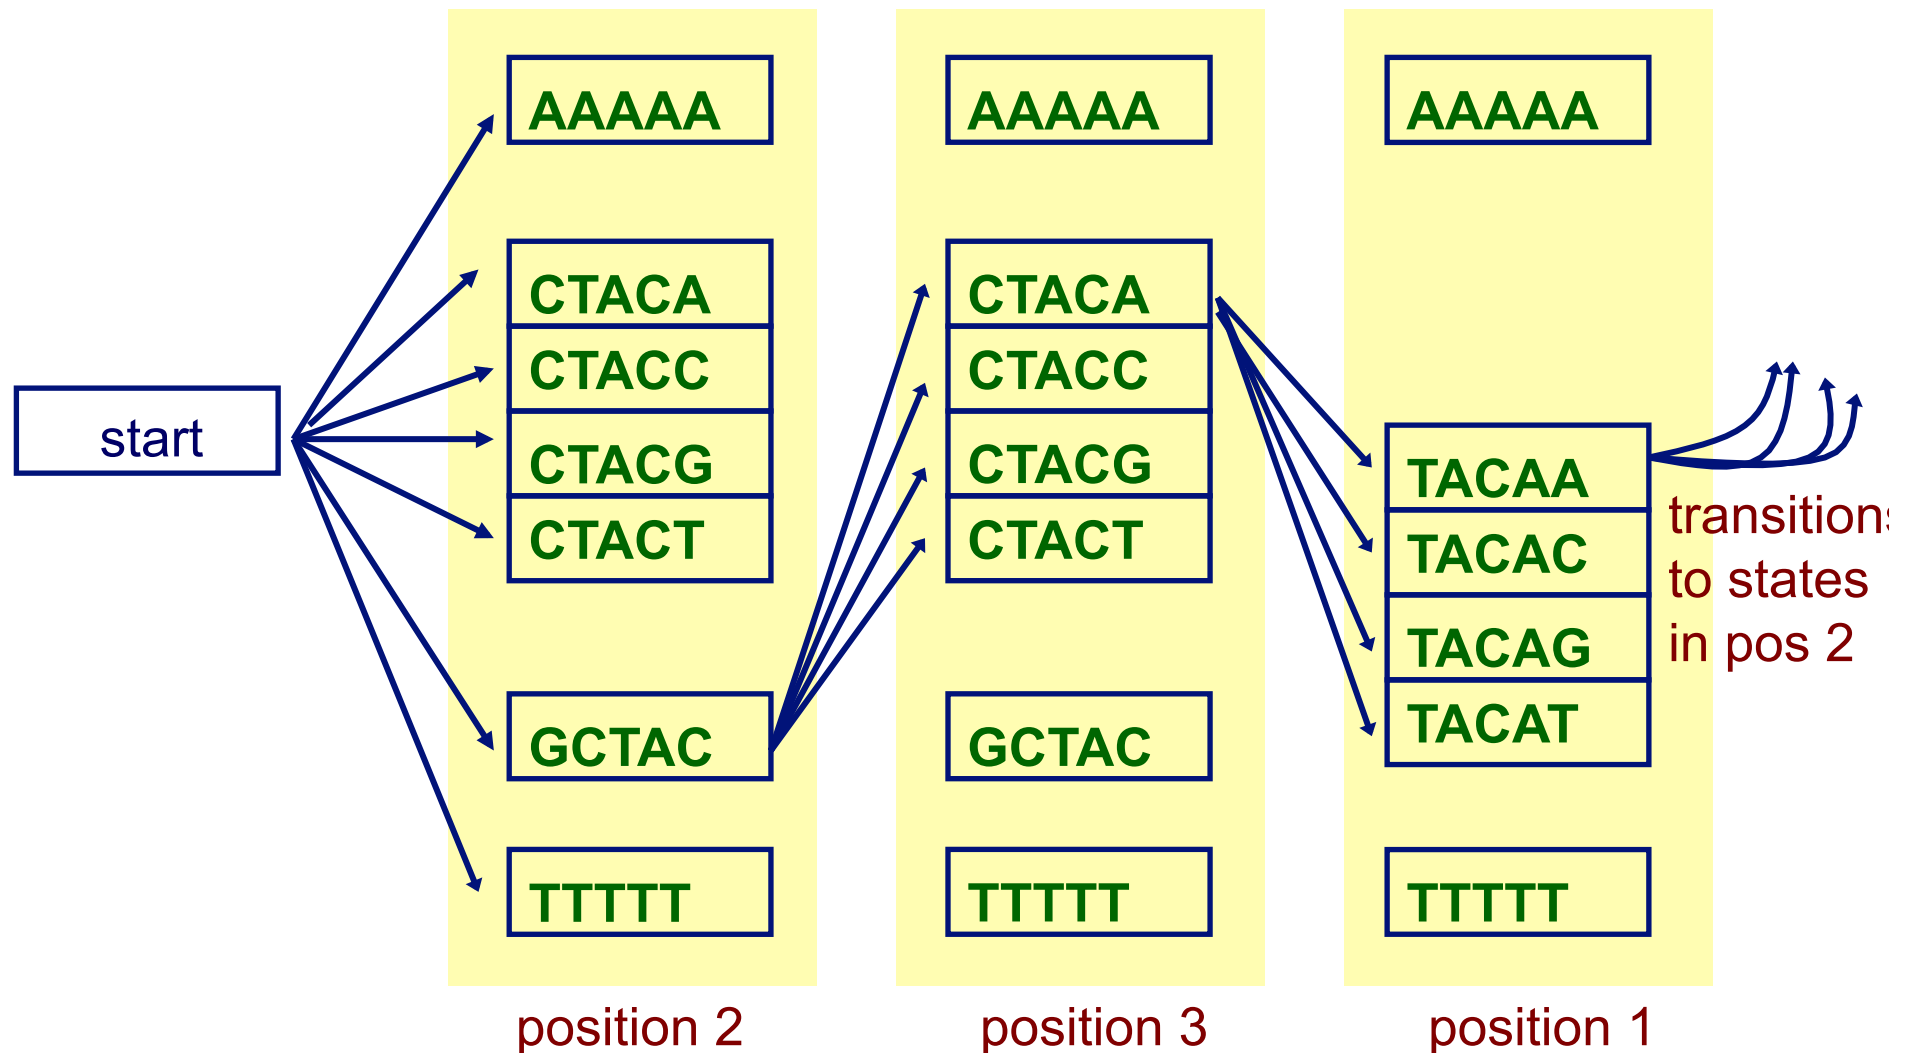 start
AAAAA
CTACA
CTACC
CTACG
CTACT
GCTAC
TTTTT
position 2
AAAAA
CTACA
CTACC
CTACG
CTACT
GCTAC
TTTTT
position 3
AAAAA
TACAA
TACAC
TACAG
TACAT
TTTTT
position 1
transitions
to states
in pos 2